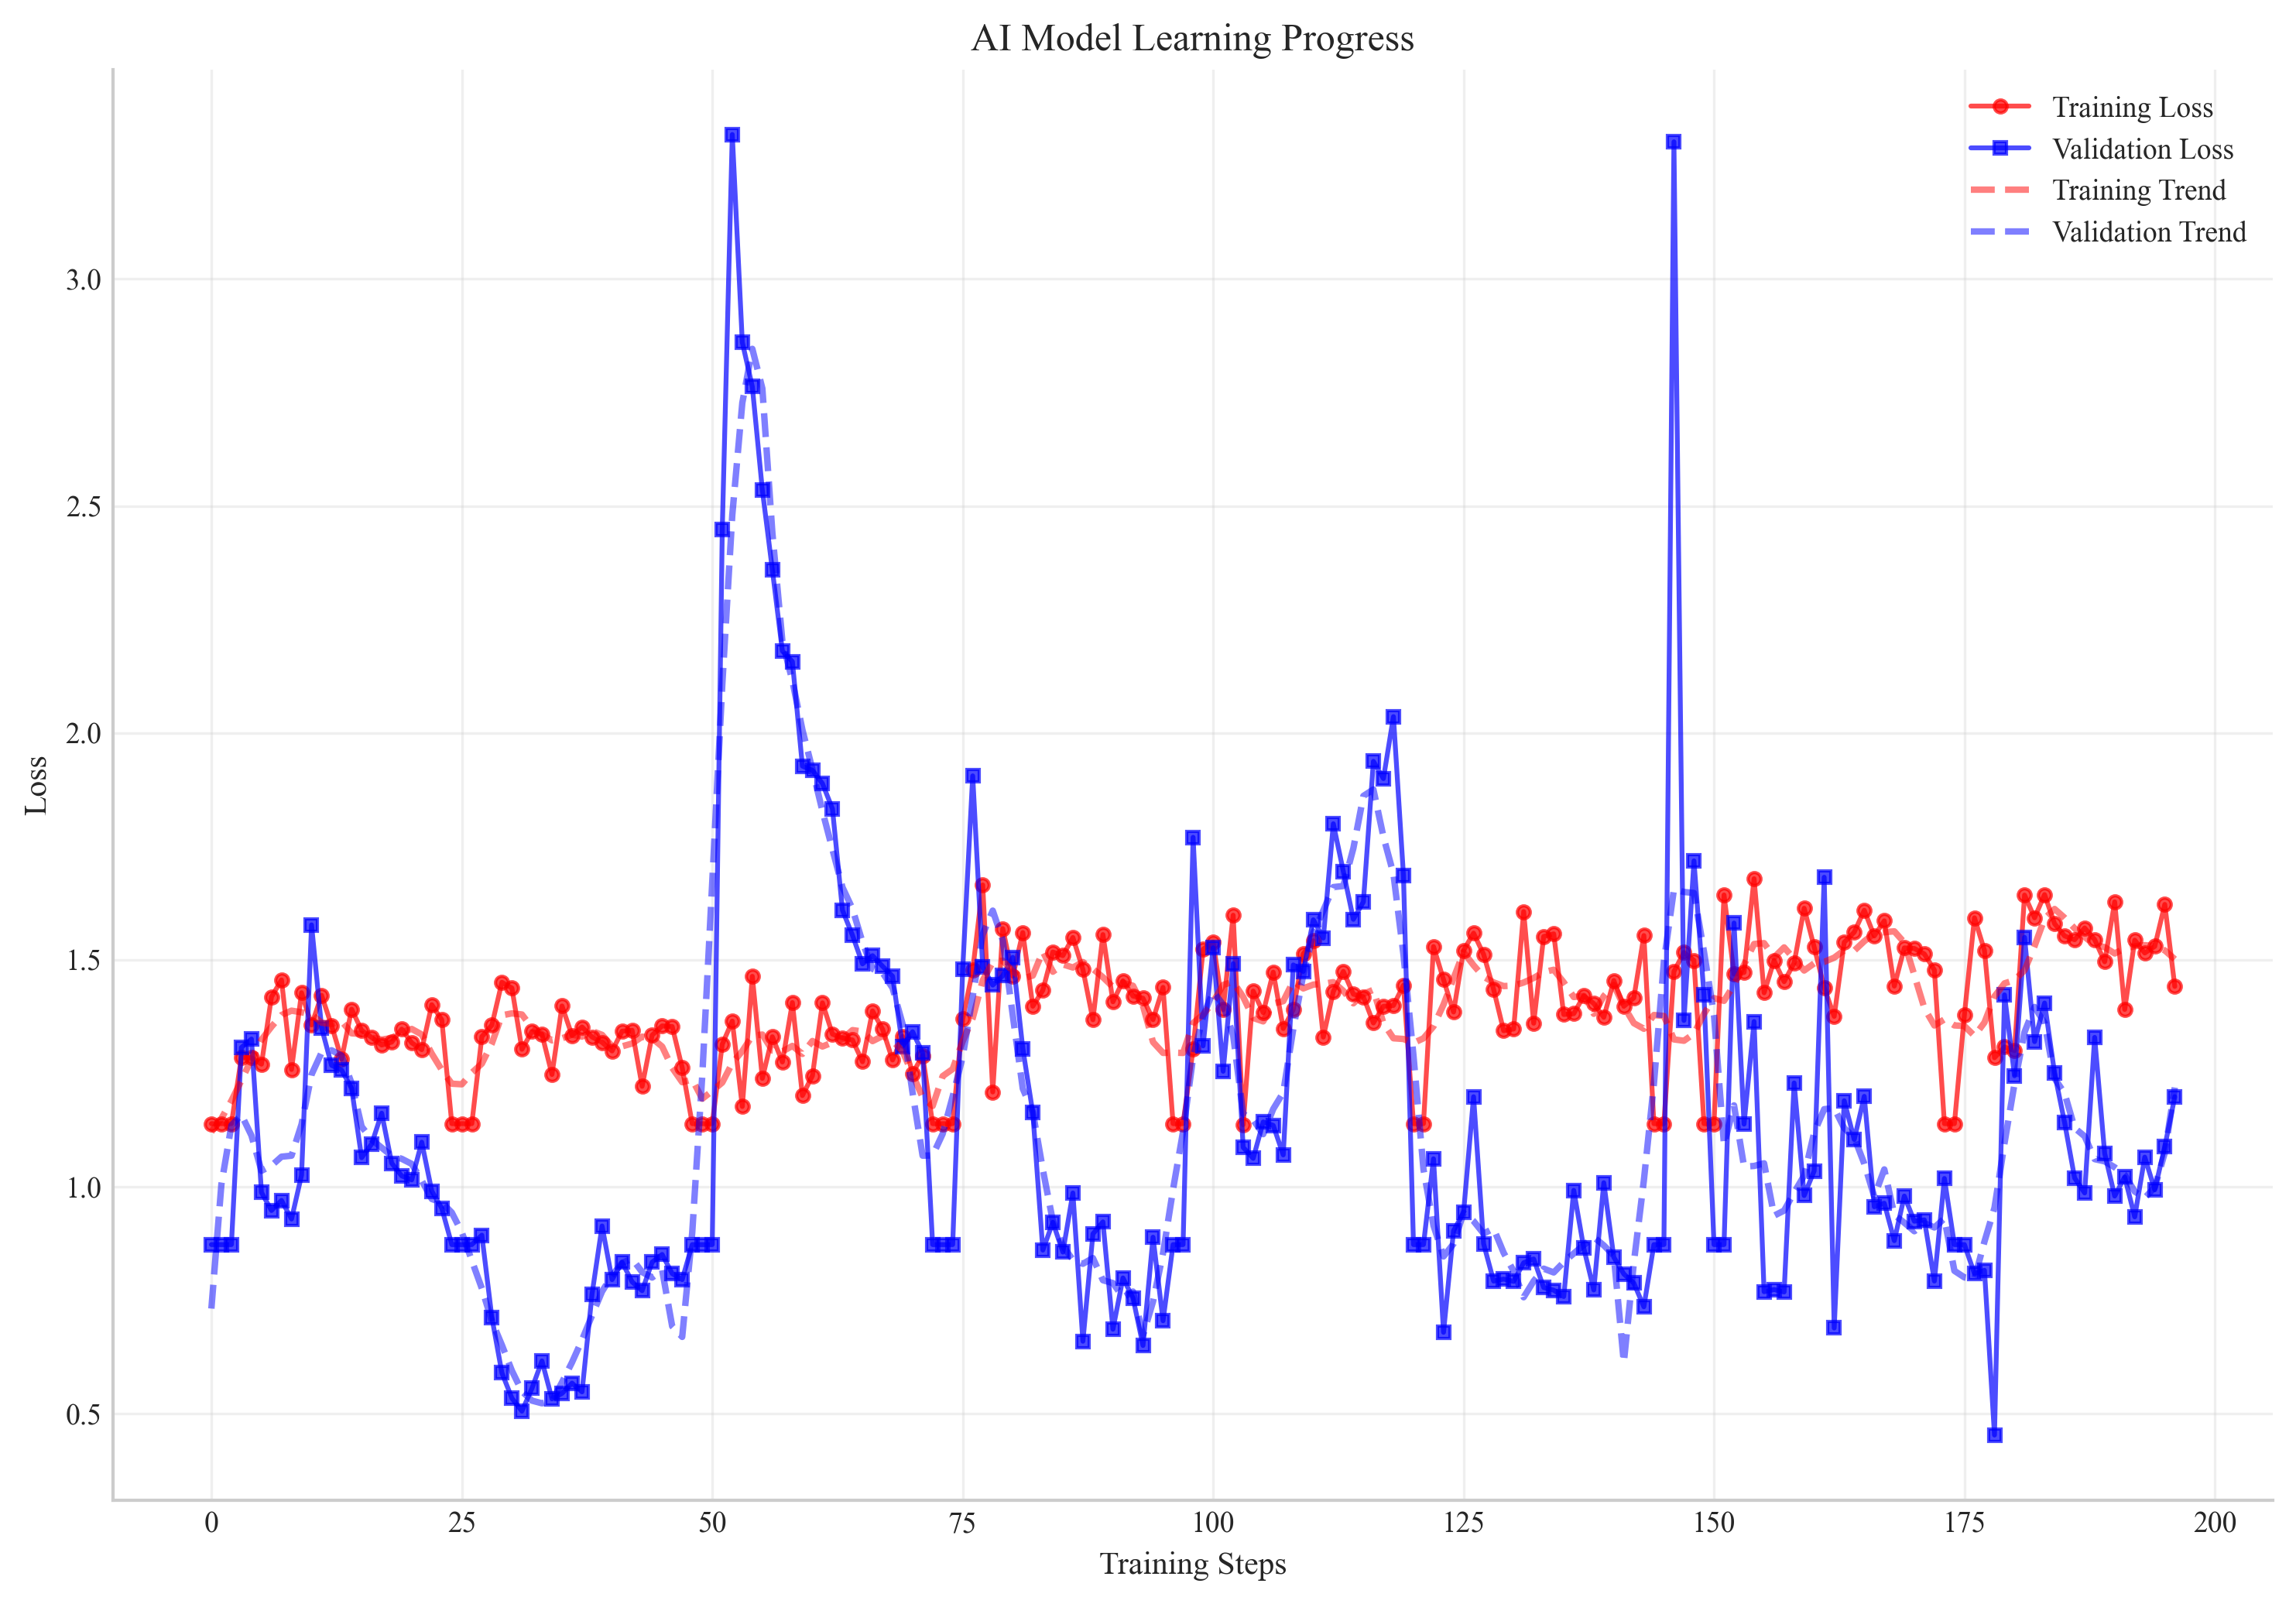 AI Model Learning Progress
Training Loss
Validation Loss
Training Trend
Validation Trend
3.0
2.5
2.0
1.5
1.0
0.5
Loss
0 25 50 75 100 125 150 175 200
Training Steps